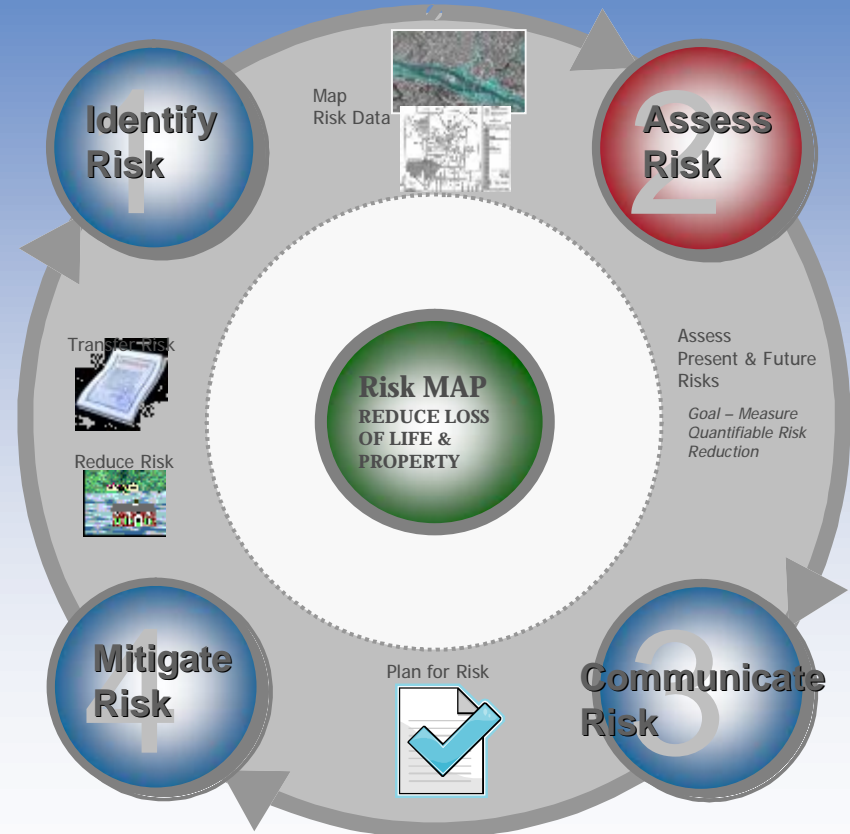 1
Identify
Risk
Map
Risk Data
2
Assess
Risk
Assess
Present & Future
Risks
Goal – Measure
Quantifiable Risk
Reduction
3
Communicate
Risk
Plan for Risk
4
Mitigate
Risk
Transfer Risk
Reduce Risk
Risk MAP
REDUCE LOSS
OF LIFE &
PROPERTY